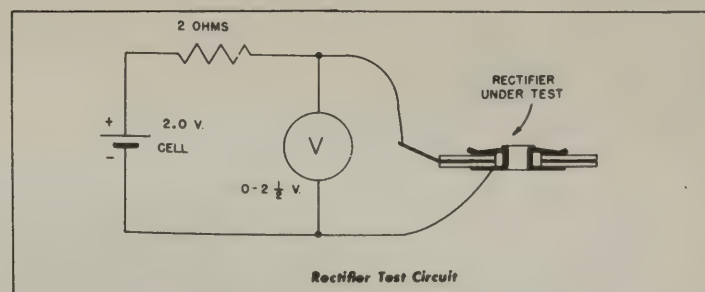 2 OHMS
RECTIFIER
UNDER TEST
+
2.0 V.
-
CELL
V
0-2 1/2 V.
Rectifier Test Circuit